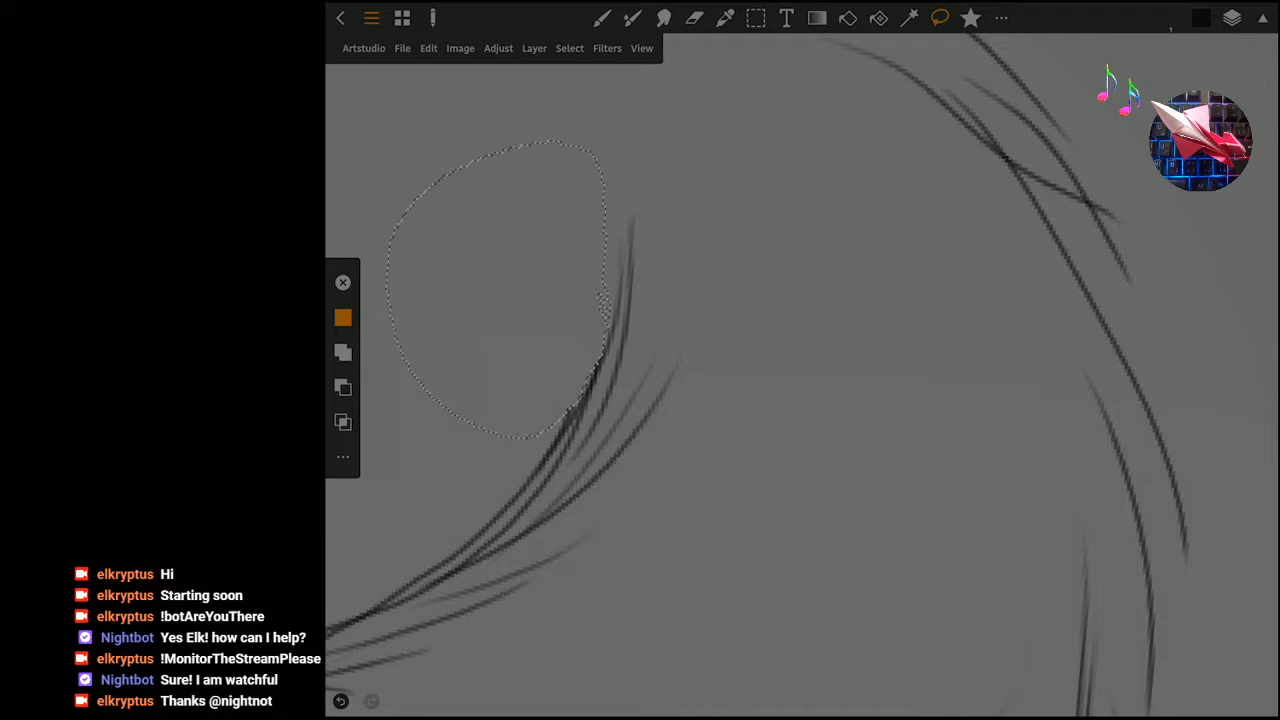 Artstudio File Edit Image Adjust Layer Select Filters View
1
elkryptus Hi
elkryptus Starting soon
elkryptus !botAreYouThere
Nightbot Yes Elk! how can I help?
elkryptus !MonitorTheStreamPlease
Nightbot Sure! I am watchful
elkryptus Thanks @nightnot